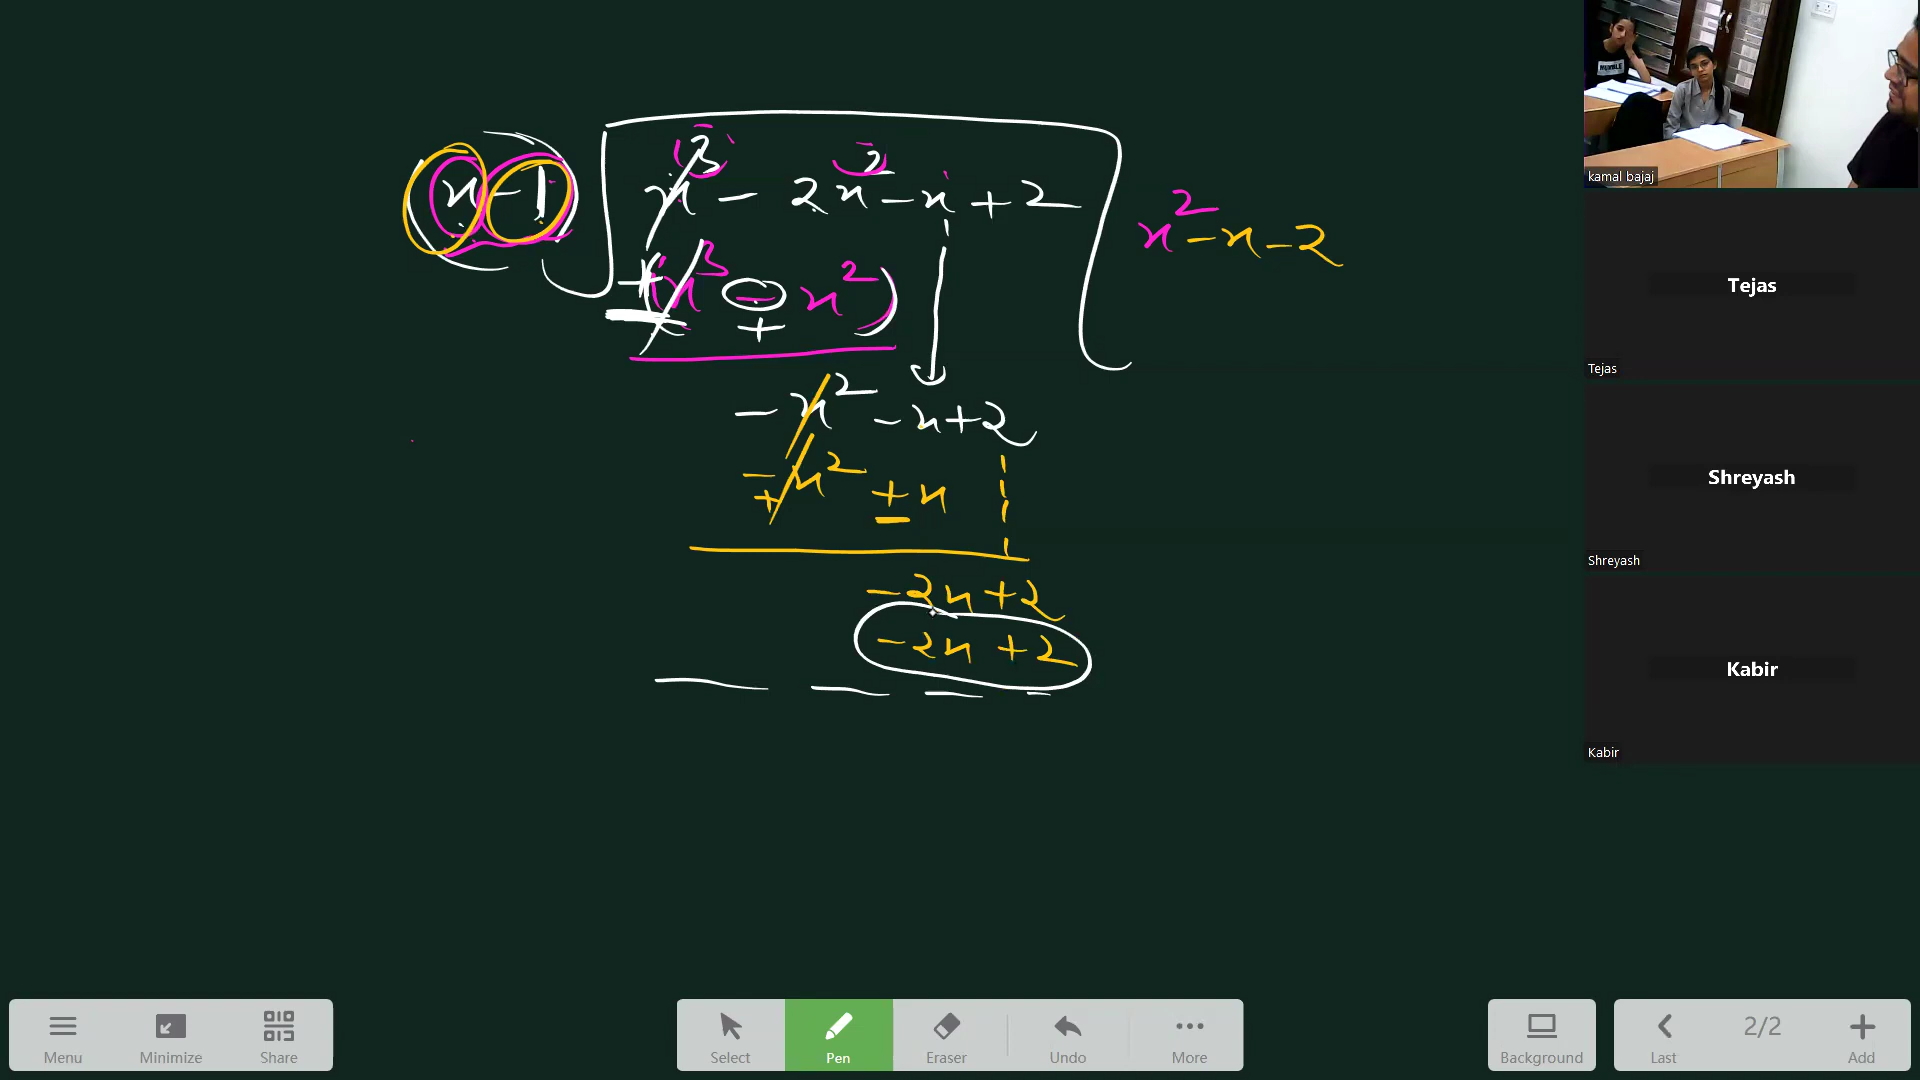 x - 1
x³ - 2x² - x + 2
x² - x - 2
-(x³ - x²)
+
- x² - x + 2
- x² + x
+ -
- 2x + 2
- 2x + 2
kamal bajaj
Tejas
Tejas
Shreyash
Shreyash
Kabir
Kabir
Menu
Minimize
Share
Select
Pen
Eraser
Undo
More
Background
Last
2/2
Add